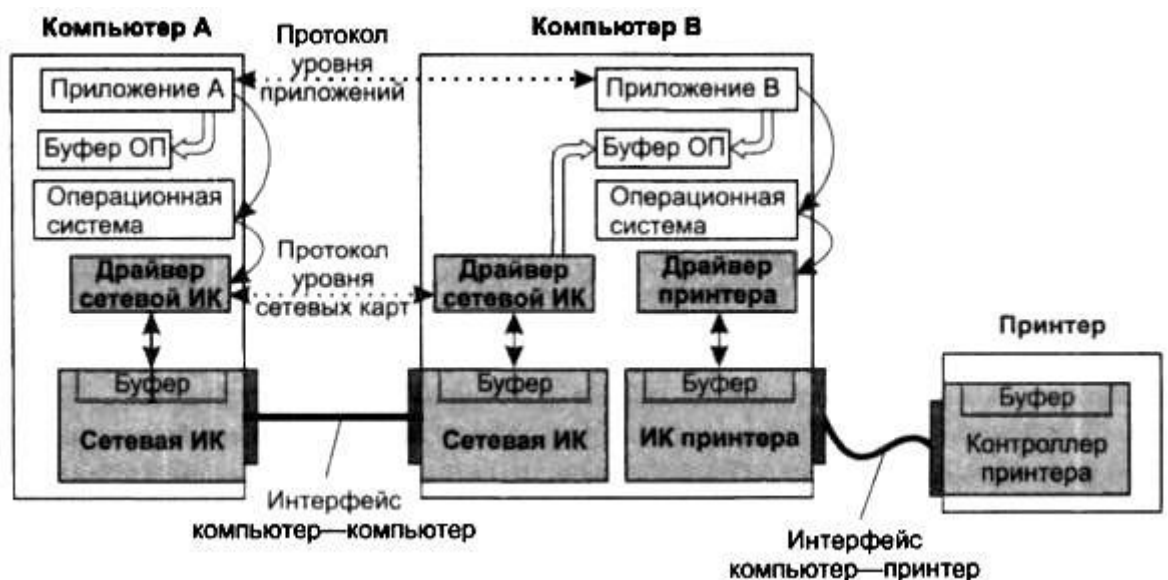 Компьютер А
Протокол
уровня
приложений
Компьютер В
Приложение А
Буфер ОП
Операционная
система
Протокол
уровня
сетевых карт
Драйвер
сетевой ИК
Буфер
Сетевая ИК
Приложение В
Буфер ОП
Операционная
система
Драйвер
сетевой ИК
Драйвер
принтера
Буфер
Сетевая ИК
Буфер
ИК принтера
Принтер
Буфер
Контроллер
принтера
Интерфейс
компьютер—компьютер
Интерфейс
компьютер—принтер